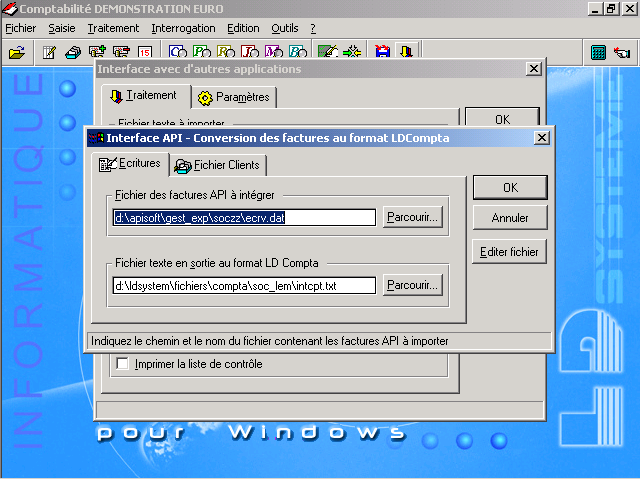 Comptabilité DEMONSTRATION EURO
Fichier Saisie Traitement Interrogation Edition Outils ?
Interface avec d'autres applications
Traitement Paramètres
Fichier texte à importer
OK
Interface API - Conversion des factures au format LDCompta
Ecritures Fichier Clients
Fichier des factures API à intégrer
d:\apisoft\gest_exp\soczz\ecrv.dat
Parcourir...
Fichier texte en sortie au format LD Compta
d:\ldsystem\fichiers\compta\soc_lem\intcpt.txt
Parcourir...
OK
Annuler
Editer fichier
Indiquez le chemin et le nom du fichier contenant les factures API à importer
Imprimer la liste de contrôle
pour Windows
INFORMATIQUE
LD SYSTEME